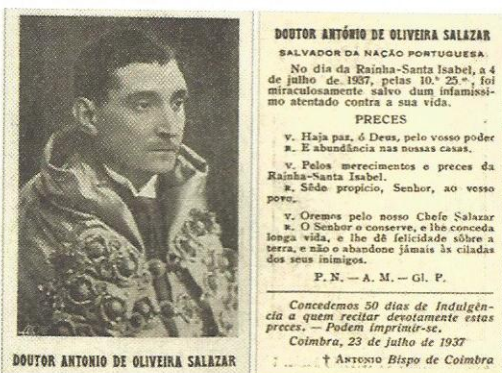 DOUTOR ANTONIO DE OLIVEIRA SALAZAR
DOUTOR ANTÓNIO DE OLIVEIRA SALAZAR
SALVADOR DA NAÇÃO PORTUGUESA
No dia da Rainha-Santa Isabel, a 4
de julho de 1937, pelas 10.ʰ 25.ᵐ, foi
miraculosamente salvo dum infamissi-
mo atentado contra a sua vida.
PRECES
V. Haja paz, ó Deus, pelo vosso poder
R. E abundância nas nossas casas.
V. Pelos merecimentos e preces da
Rainha-Santa Isabel.
R. Sêde propício, Senhor, ao vosso
povo.
V. Oremos pelo nosso Chefe Salazar
R. O Senhor o conserve, e lhe conceda
longa vida, e lhe dê felicidade sôbre a
terra, e não o abandone jâmais às ciladas
dos seus inimigos.
P. N. — A. M. — Gl. P.
Concedemos 50 dias de Indulgên-
cia a quem recitar devotamente estas
preces. — Podem imprimir-se.
Coimbra, 23 de julho de 1937
† ANTONIO Bispo de Coimbra